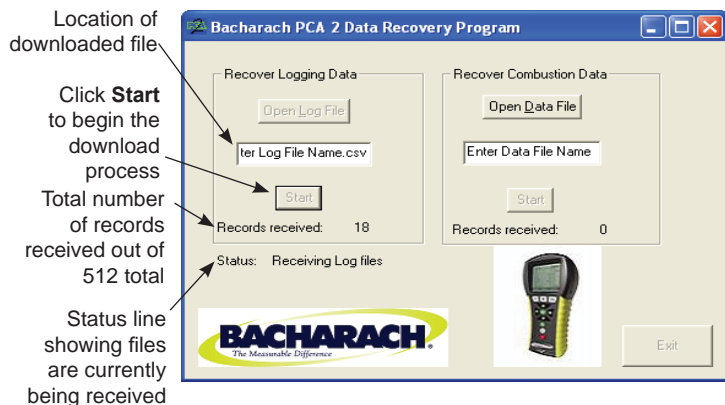 Location of
downloaded file
Click Start
to begin the
download
process
Total number
of records
received out of
512 total
Status line
showing files
are currently
being received
Bacharach PCA 2 Data Recovery Program
Recover Logging Data
Open Log File
ter Log File Name.csv
Start
Records received: 18
Status: Receiving Log files
Recover Combustion Data
Open Data File
Enter Data File Name
Start
Records received: 0
BACHARACH
The Measurable Difference
Exit